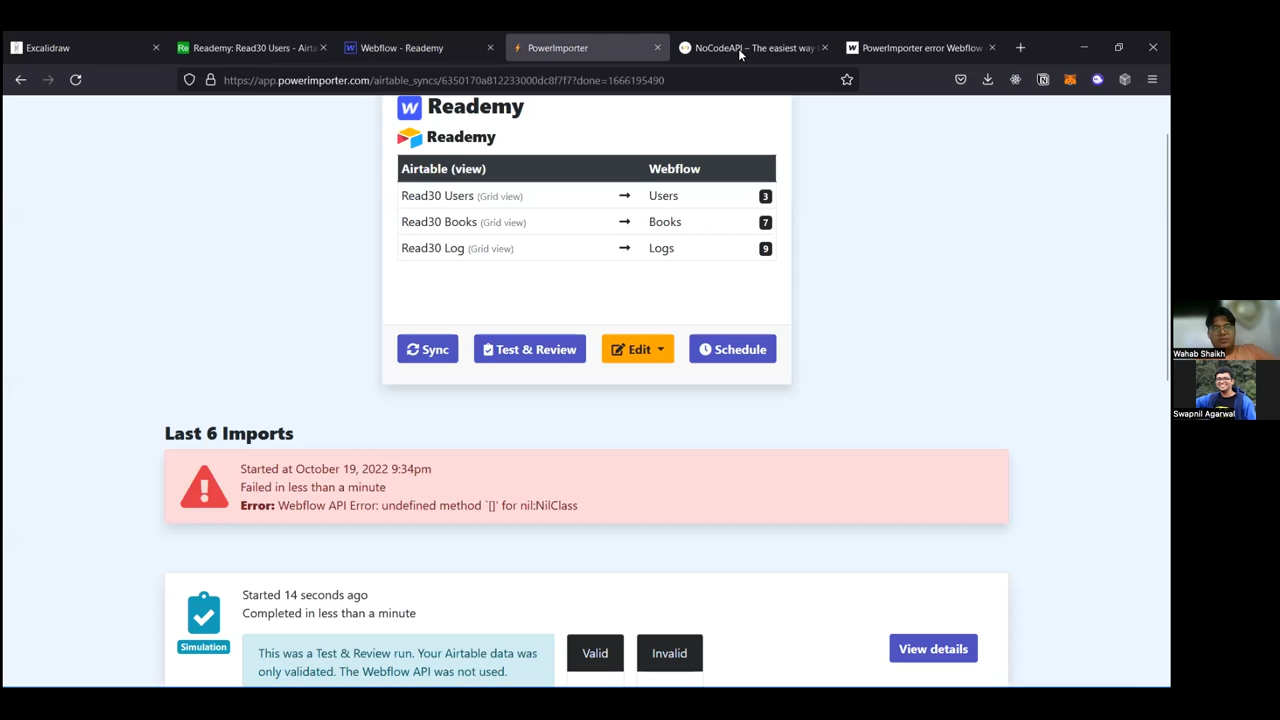 Excalidraw
Re Readema: Read30 Users - Airta
Webflow - Reademy
PowerImporter
NoCodeAPI – The easiest way t
PowerImporter error Webflow
https://app.powerimporter.com/airtable_syncs/6350170a812233000dc8f7f7?done=1666195490
Reademy
Reademy
Airtable (view) Webflow
Read30 Users (Grid view) → Users 3
Read30 Books (Grid view) → Books 7
Read30 Log (Grid view) → Logs 9
Sync Test & Review Edit Schedule
Last 6 Imports
Started at October 19, 2022 9:34pm
Failed in less than a minute
Error: Webflow API Error: undefined method `[]' for nil:NilClass
Started 14 seconds ago
Completed in less than a minute
Simulation
This was a Test & Review run. Your Airtable data was
only validated. The Webflow API was not used.
Valid Invalid
View details
Wahab Shaikh
Swapnil Agarwal